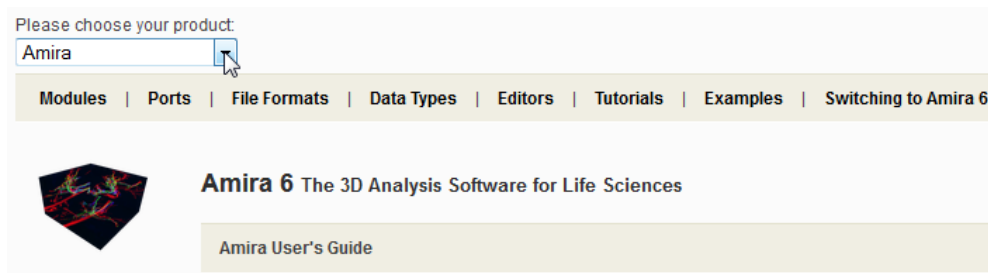 Please choose your product:
Amira
Modules | Ports | File Formats | Data Types | Editors | Tutorials | Examples | Switching to Amira 6
Amira 6 The 3D Analysis Software for Life Sciences
Amira User's Guide